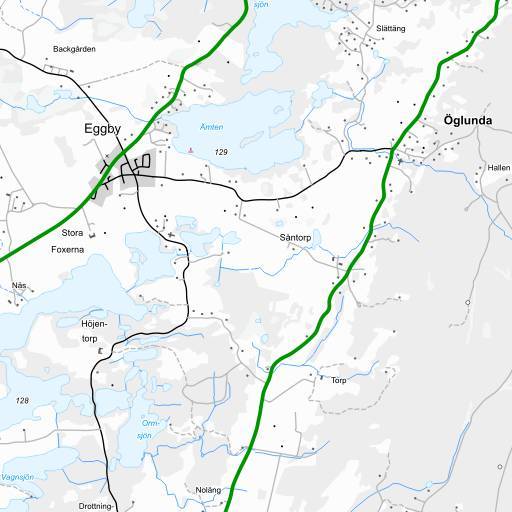 sjön
Slättäng
Backgården
Öglunda
Eggby
Ämten
129
Hallen
Stora
Foxerna
Såntorp
Näs
Höjen-
torp
Torp
128
Orm-
sjön
Vagnsjön
Noläng
Drottning-